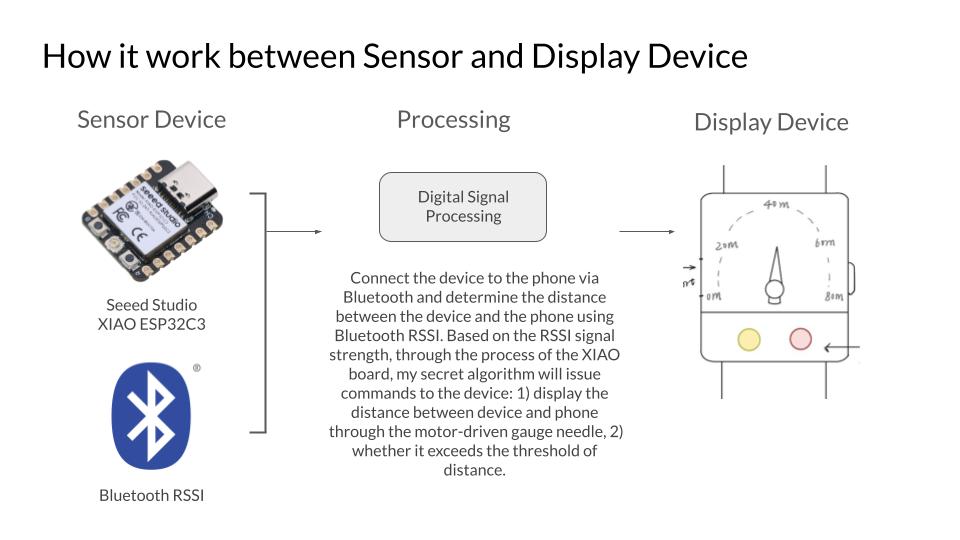 How it work between Sensor and Display Device
Sensor Device
Processing
Display Device
seeed studio
FC
CE
Seeed Studio
XIAO ESP32C3
®
Bluetooth RSSI
Digital Signal
Processing
Connect the device to the phone via
Bluetooth and determine the distance
between the device and the phone using
Bluetooth RSSI. Based on the RSSI signal
strength, through the process of the XIAO
board, my secret algorithm will issue
commands to the device: 1) display the
distance between device and phone
through the motor-driven gauge needle, 2)
whether it exceeds the threshold of
distance.
40m
20m
60m
0m
80m